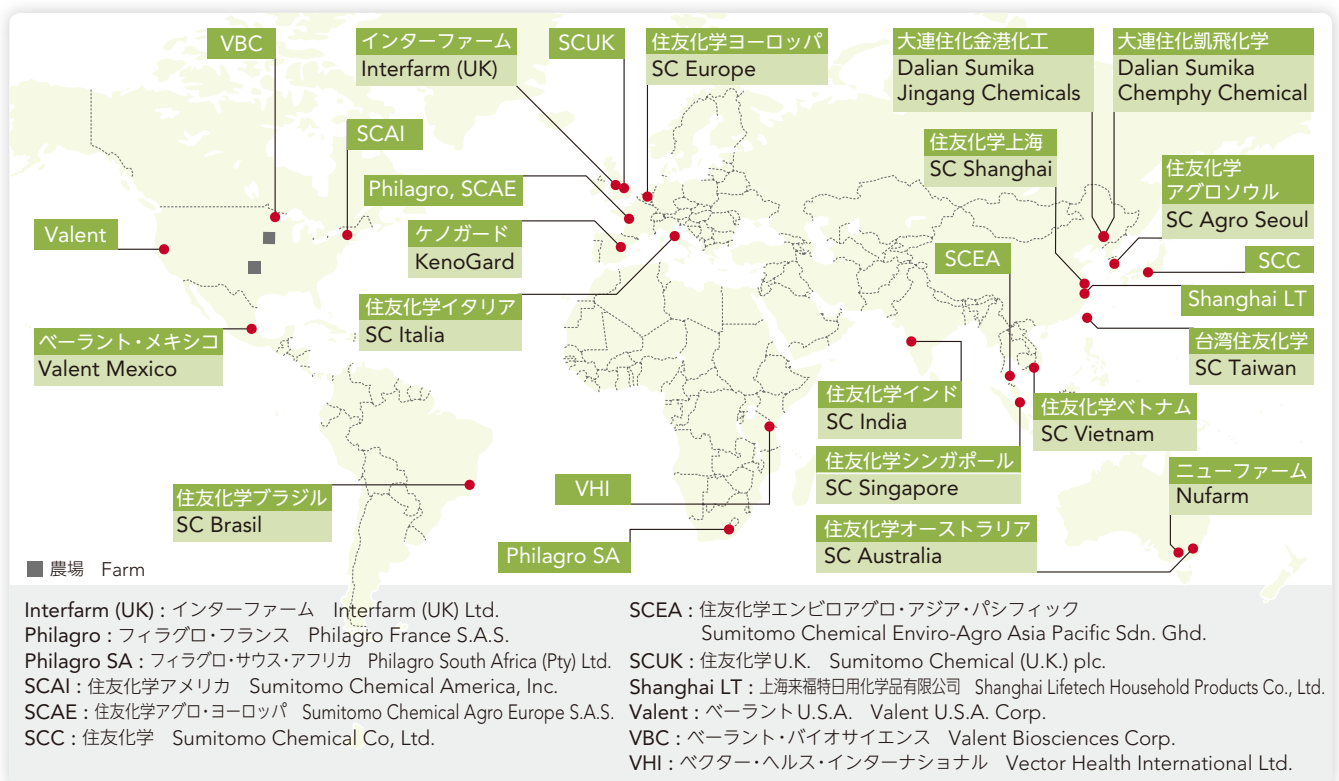 VBC
インターファーム
Interfarm (UK)
SCUK
住友化学ヨーロッパ
SC Europe
大連住化金港化工
Dalian Sumika
Jingang Chemicals
大連住化凱飛化学
Dalian Sumika
Chemphy Chemical
SCAI
住友化学上海
SC Shanghai
住友化学
アグロソウル
SC Agro Seoul
Philagro, SCAE
Valent
ケノガード
KenoGard
SCEA
SCC
Shanghai LT
住友化学イタリア
SC Italia
ベーラント・メキシコ
Valent Mexico
台湾住友化学
SC Taiwan
住友化学インド
SC India
住友化学ベトナム
SC Vietnam
住友化学シンガポール
SC Singapore
ニューファーム
Nufarm
VHI
住友化学ブラジル
SC Brasil
住友化学オーストラリア
SC Australia
Philagro SA
農場 Farm
Interfarm (UK) : インターファーム Interfarm (UK) Ltd.
Philagro : フィラグロ・フランス Philagro France S.A.S.
Philagro SA : フィラグロ・サウス・アフリカ Philagro South Africa (Pty) Ltd.
SCAI : 住友化学アメリカ Sumitomo Chemical America, Inc.
SCAE : 住友化学アグロ・ヨーロッパ Sumitomo Chemical Agro Europe S.A.S.
SCC : 住友化学 Sumitomo Chemical Co, Ltd.
SCEA : 住友化学エンビロアグロ・アジア・パシフィック
Sumitomo Chemical Enviro-Agro Asia Pacific Sdn. Ghd.
SCUK : 住友化学U.K. Sumitomo Chemical (U.K.) plc.
Shanghai LT : 上海来福特日用化学品有限公司 Shanghai Lifetech Household Products Co., Ltd.
Valent : ベーラントU.S.A. Valent U.S.A. Corp.
VBC : ベーラント・バイオサイエンス Valent Biosciences Corp.
VHI : ベクター・ヘルス・インターナショナル Vector Health International Ltd.